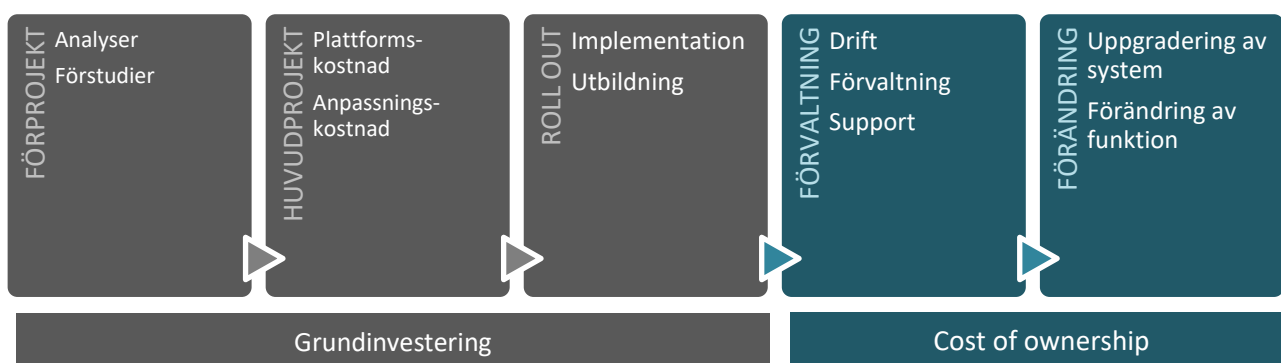 FÖRPROJEKT
Analyser
Förstudier
HUVUDPROJEKT
Plattforms-
kostnad
Anpassnings-
kostnad
ROLL OUT
Implementation
Utbildning
FÖRVALTNING
Drift
Förvaltning
Support
FÖRÄNDRING
Uppgradering av
system
Förändring av
funktion
Grundinvestering
Cost of ownership